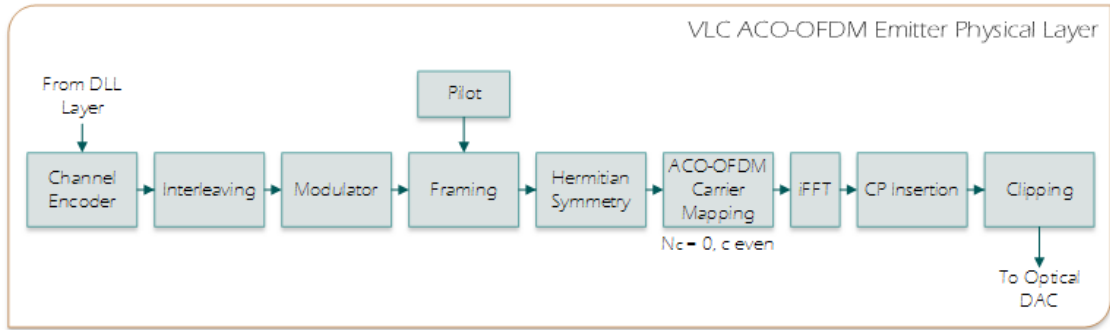 VLC ACO-OFDM Emitter Physical Layer
From DLL
Layer
Pilot
Channel
Encoder
Interleaving
Modulator
Framing
Hermitian
Symmetry
ACO-OFDM
Carrier
Mapping
iFFT
CP Insertion
Clipping
Nc = 0, c even
To Optical
DAC